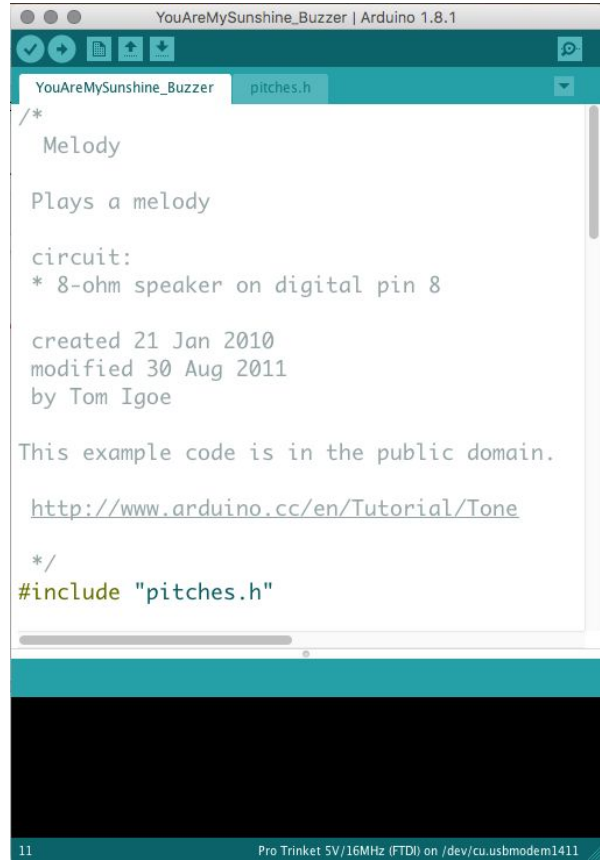 YouAreMySunshine_Buzzer | Arduino 1.8.1
YouAreMySunshine_Buzzer pitches.h
/*
Melody
Plays a melody
circuit:
* 8-ohm speaker on digital pin 8
created 21 Jan 2010
modified 30 Aug 2011
by Tom Igoe
This example code is in the public domain.
http://www.arduino.cc/en/Tutorial/Tone
*/
#include "pitches.h"
11 Pro Trinket 5V/16MHz (FTDI) on /dev/cu.usbmodem1411